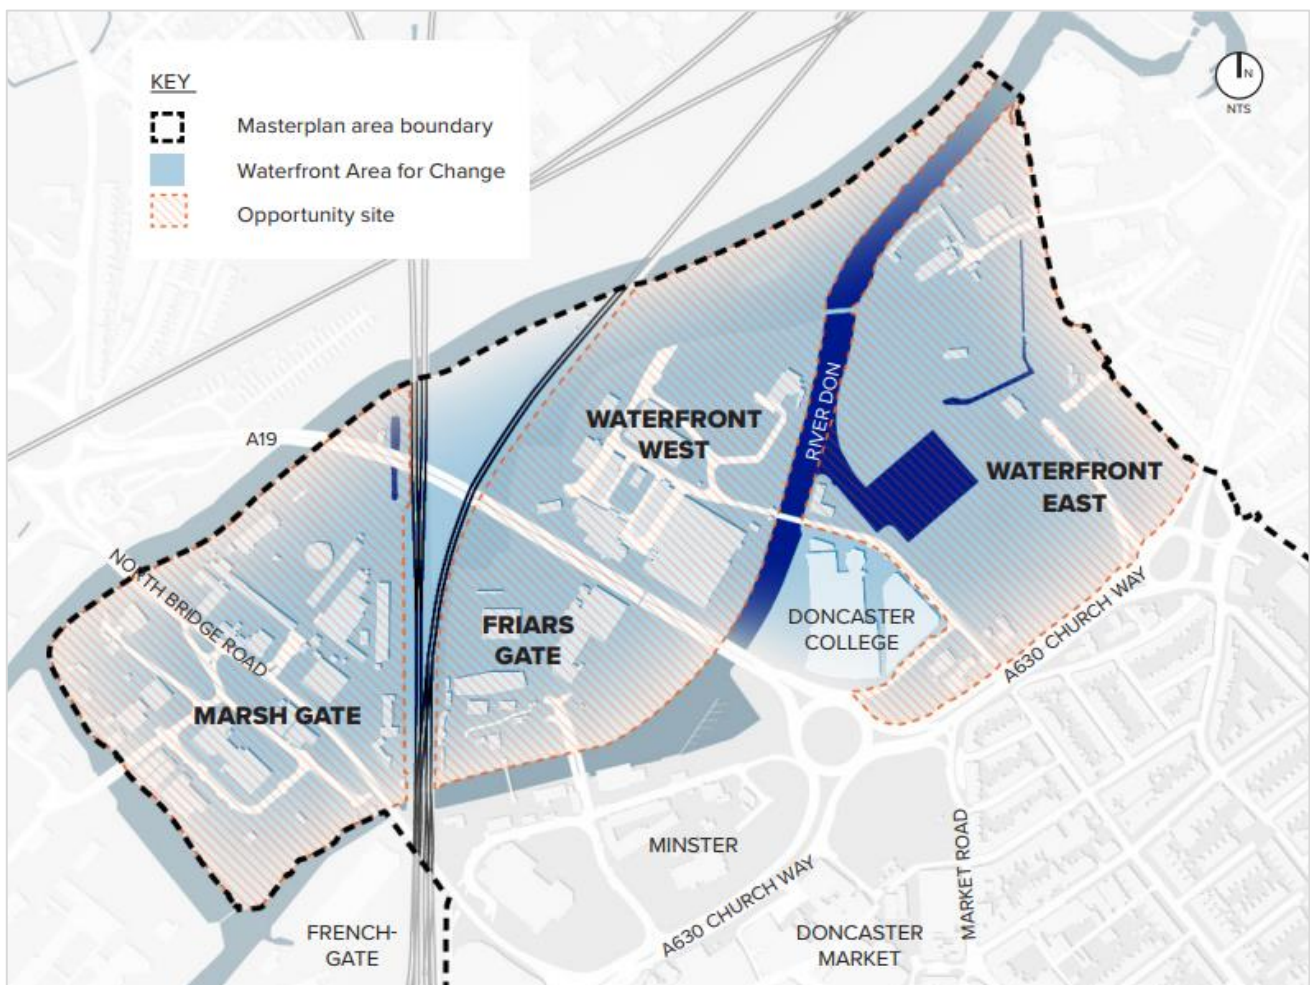 KEY
Masterplan area boundary
Waterfront Area for Change
Opportunity site
N
NTS
A19
NORTH BRIDGE ROAD
MARSH GATE
FRIARS
GATE
WATERFRONT
WEST
RIVER DON
WATERFRONT
EAST
DONCASTER
COLLEGE
A630 CHURCH WAY
MINSTER
A630 CHURCH WAY
MARKET ROAD
FRENCH-
GATE
DONCASTER
MARKET